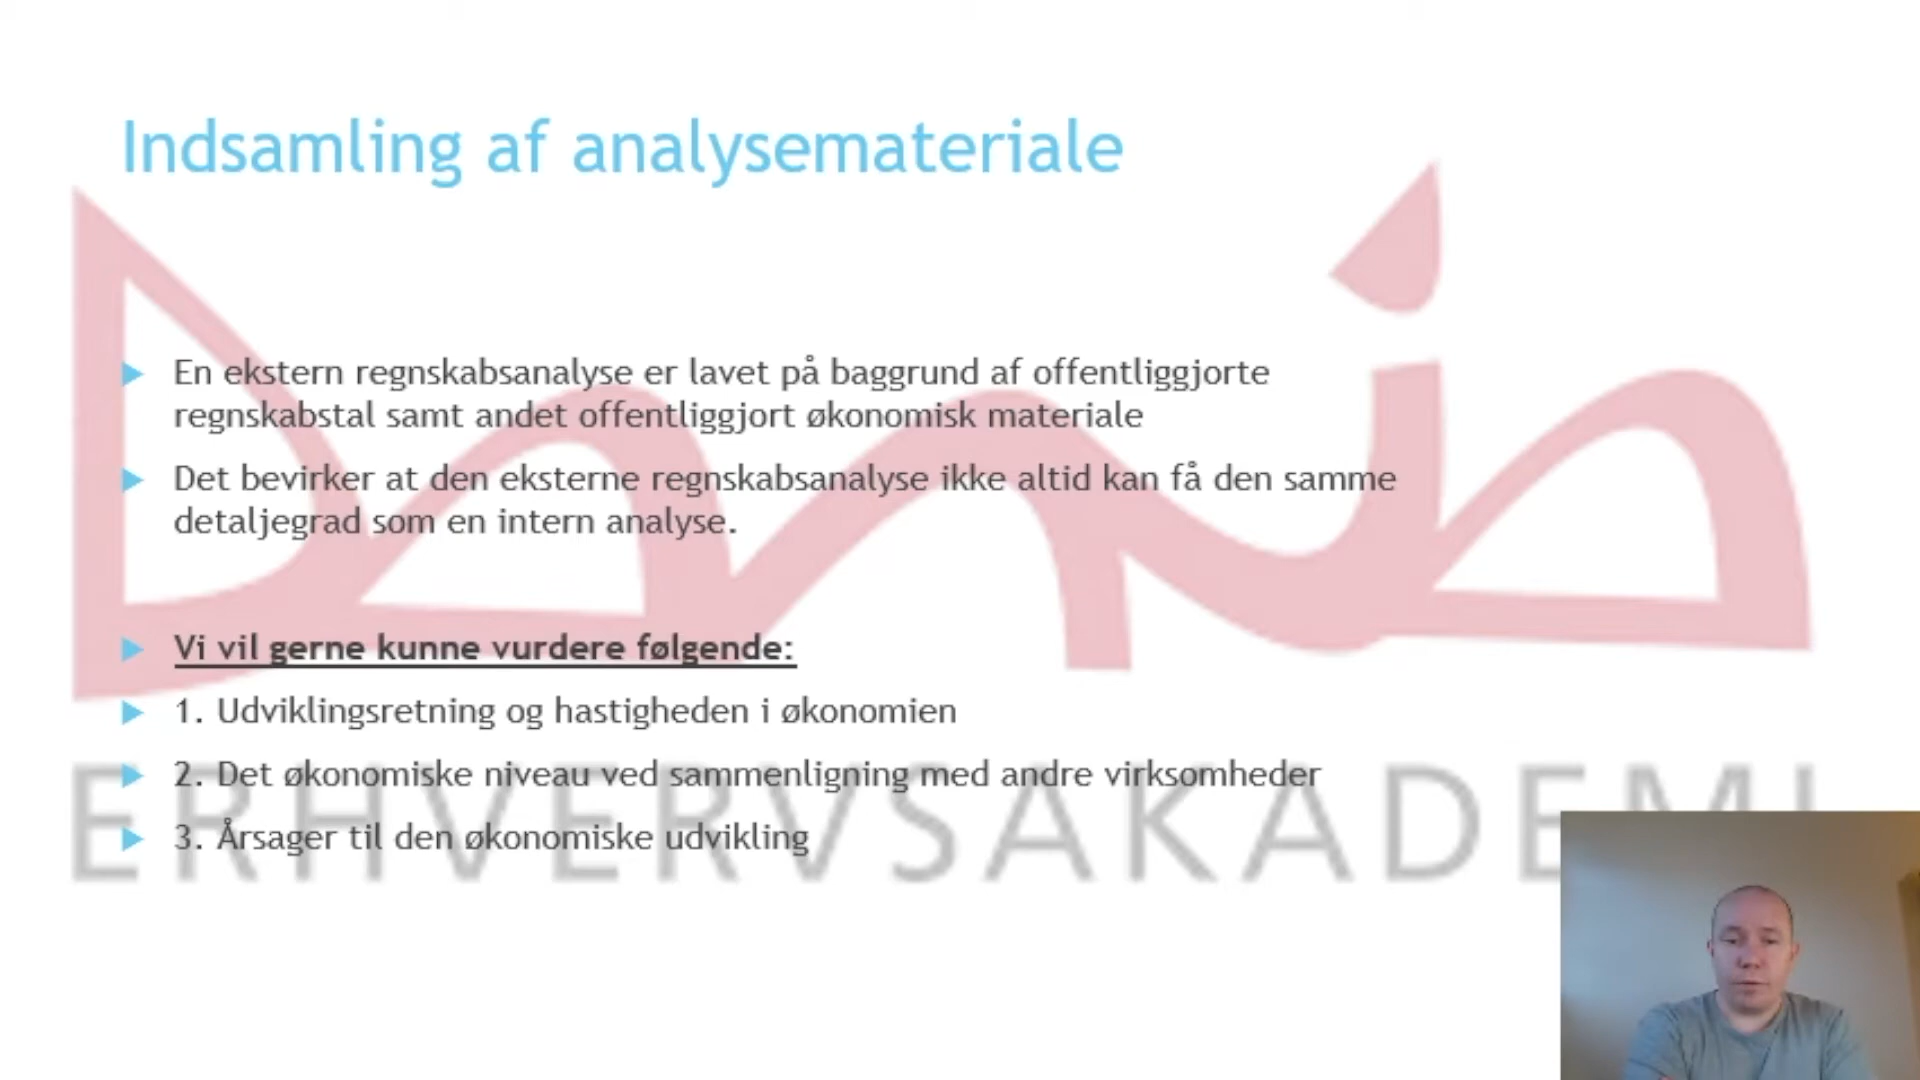 Indsamling af analysemateriale
En ekstern regnskabsanalyse er lavet på baggrund af offentliggjorte
regnskabstal samt andet offentliggjort økonomisk materiale
Det bevirker at den eksterne regnskabsanalyse ikke altid kan få den samme
detaljegrad som en intern analyse.
Vi vil gerne kunne vurdere følgende:
1. Udviklingsretning og hastigheden i økonomien
2. Det økonomiske niveau ved sammenligning med andre virksomheder
3. Årsager til den økonomiske udvikling
Dania
ERHVERVSAKADEMI